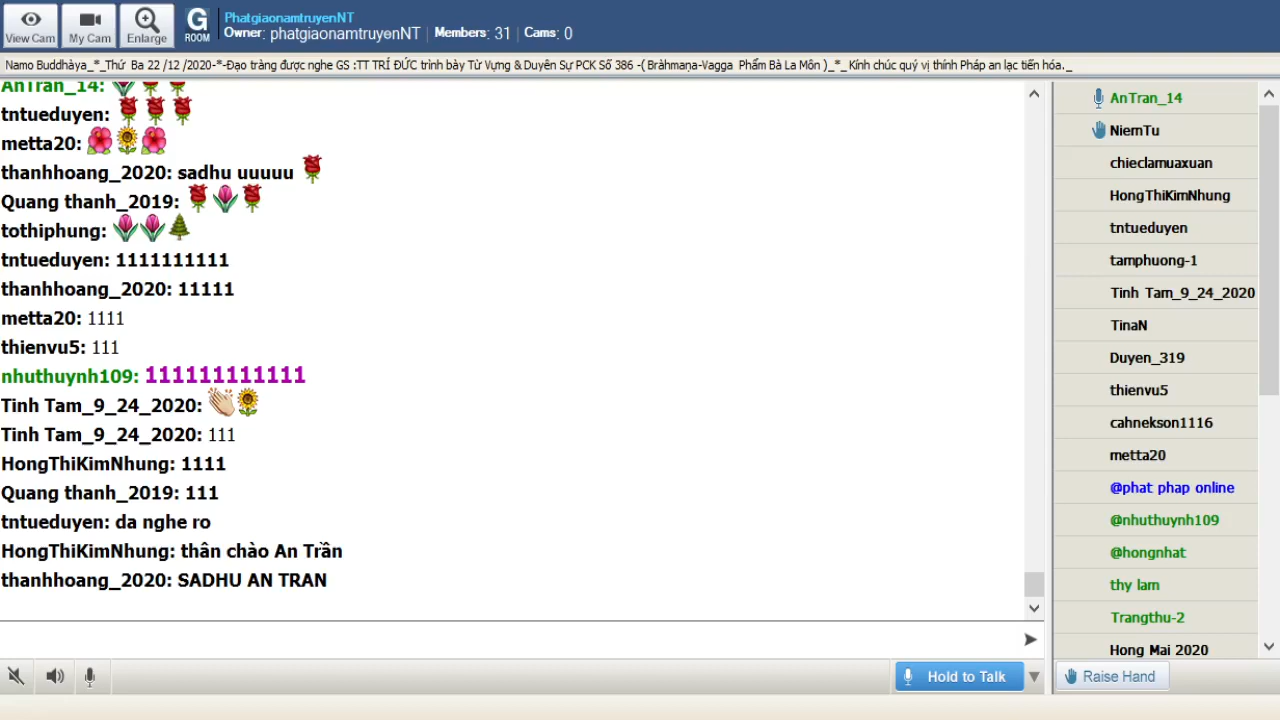 View Cam
My Cam
Enlarge
G
ROOM
PhatgiaonamtruyenNT
Owner: phatgiaonamtruyenNT | Members: 31 | Cams: 0
Namo Buddhàya_*_Thứ Ba 22 /12 /2020-*-Đạo tràng được nghe GS :TT TRÍ ĐỨC trình bày Từ Vựng & Duyên Sự PCK Số 386 -( Bràhmaṇa-Vagga Phẩm Bà La Môn )_*_ Kính chúc quý vị thính Pháp an lạc tiến hóa._
AnTran_14:
tntueduyen:
metta20:
thanhhoang_2020: sadhu uuuuu
Quang thanh_2019:
tothiphung:
tntueduyen: 1111111111
thanhhoang_2020: 11111
metta20: 1111
thienvu5: 111
nhuthuynh109: 111111111111
Tinh Tam_9_24_2020:
Tinh Tam_9_24_2020: 111
HongThiKimNhung: 1111
Quang thanh_2019: 111
tntueduyen: da nghe ro
HongThiKimNhung: thân chào An Trần
thanhhoang_2020: SADHU AN TRAN
AnTran_14
NiemTu
chieclamuaxuan
HongThiKimNhung
tntueduyen
tamphuong-1
Tinh Tam_9_24_2020
TinaN
Duyen_319
thienvu5
cahnekson1116
metta20
@phat phap online
@nhuthuynh109
@hongnhat
thy lam
Trangthu-2
Hong Mai 2020
Hold to Talk
Raise Hand